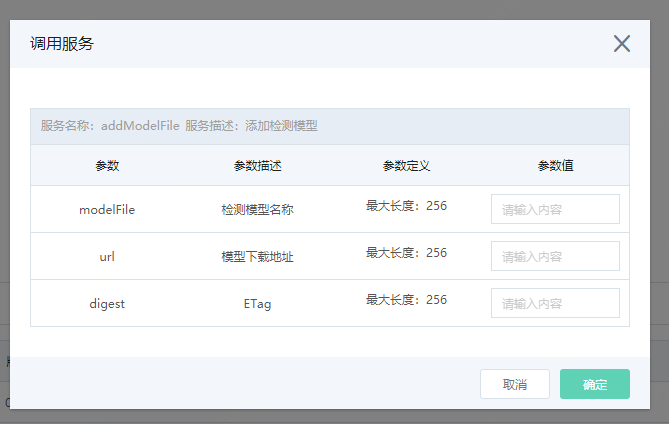 调用服务
服务名称：addModelFile 服务描述：添加检测模型
参数 参数描述 参数定义 参数值
modelFile 检测模型名称 最大长度：256 请输入内容
url 模型下载地址 最大长度：256 请输入内容
digest ETag 最大长度：256 请输入内容
取消 确定